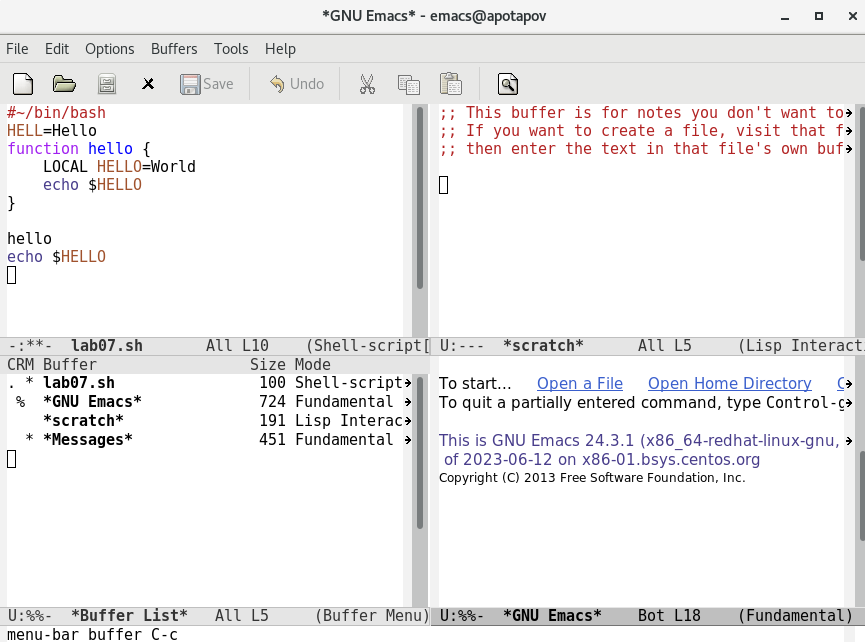 *GNU Emacs* - emacs@apotapov
File Edit Options Buffers Tools Help
Save Undo
#~/bin/bash
HELL=Hello
function hello {
    LOCAL HELLO=World
    echo $HELLO
}
hello
echo $HELLO
-:**-  lab07.sh       All L10    (Shell-script[
;; This buffer is for notes you don't want to
;; If you want to create a file, visit that f
;; then enter the text in that file's own buf
U:---  *scratch*      All L5     (Lisp Interact
CRM Buffer                 Size Mode
. * lab07.sh                100 Shell-script
 %  *GNU Emacs*             724 Fundamental
    *scratch*               191 Lisp Interac
  * *Messages*              451 Fundamental
U:%%-  *Buffer List*   All L5     (Buffer Menu)
To start... Open a File Open Home Directory
To quit a partially entered command, type Control-g
This is GNU Emacs 24.3.1 (x86_64-redhat-linux-gnu,
 of 2023-06-12 on x86-01.bsys.centos.org
Copyright (C) 2013 Free Software Foundation, Inc.
U:%%-  *GNU Emacs*    Bot L18    (Fundamental)
menu-bar buffer C-c